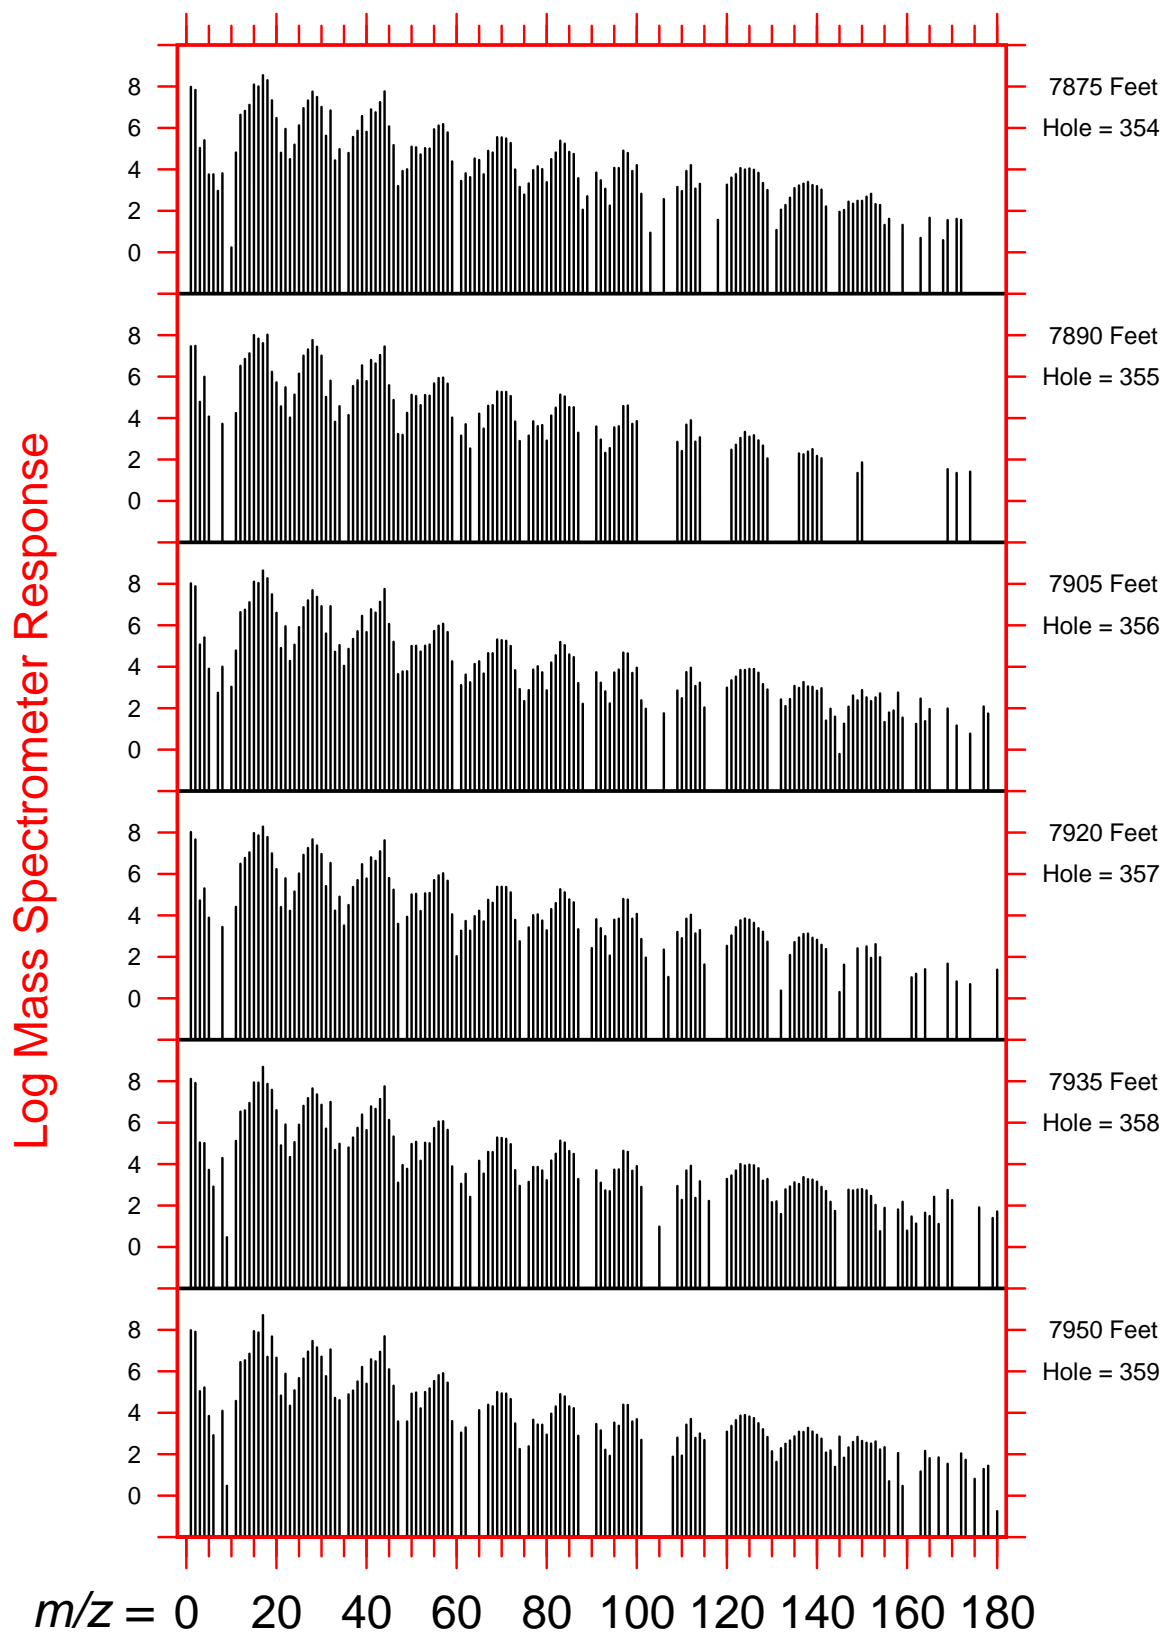 8
6
4
2
0
7875 Feet
Hole = 354
8
6
4
2
0
7890 Feet
Hole = 355
8
6
4
2
0
7905 Feet
Hole = 356
8
6
4
2
0
7920 Feet
Hole = 357
8
6
4
2
0
7935 Feet
Hole = 358
8
6
4
2
0
7950 Feet
Hole = 359
Log Mass Spectrometer Response
m/z = 0 20 40 60 80 100 120 140 160 180